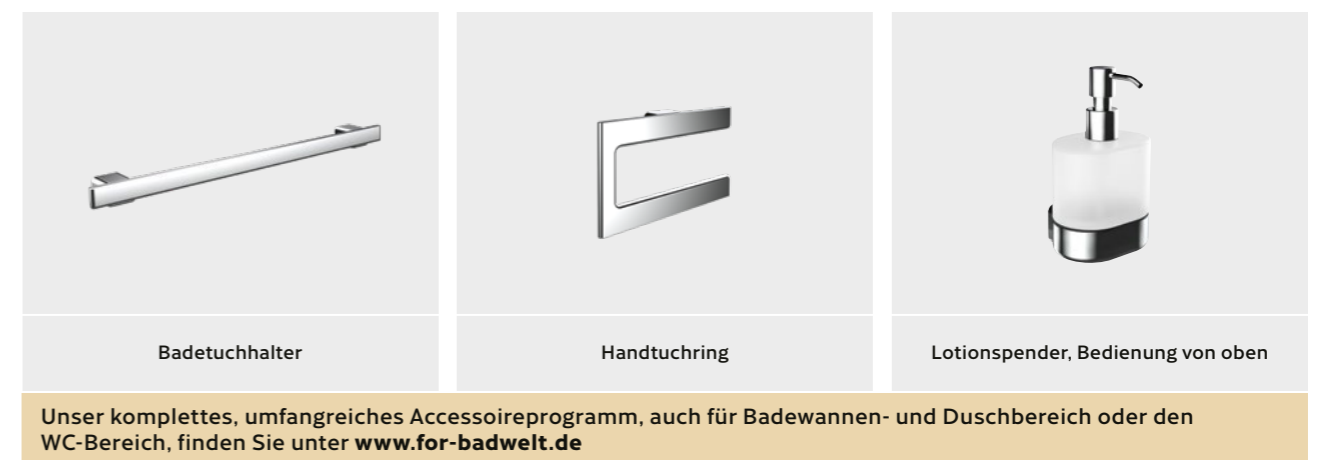 Badetuchhalter
Handtuchring
Lotionspender, Bedienung von oben
Unser komplettes, umfangreiches Accessoireprogramm, auch für Badewannen- und Duschbereich oder den
WC-Bereich, finden Sie unter www.for-badwelt.de